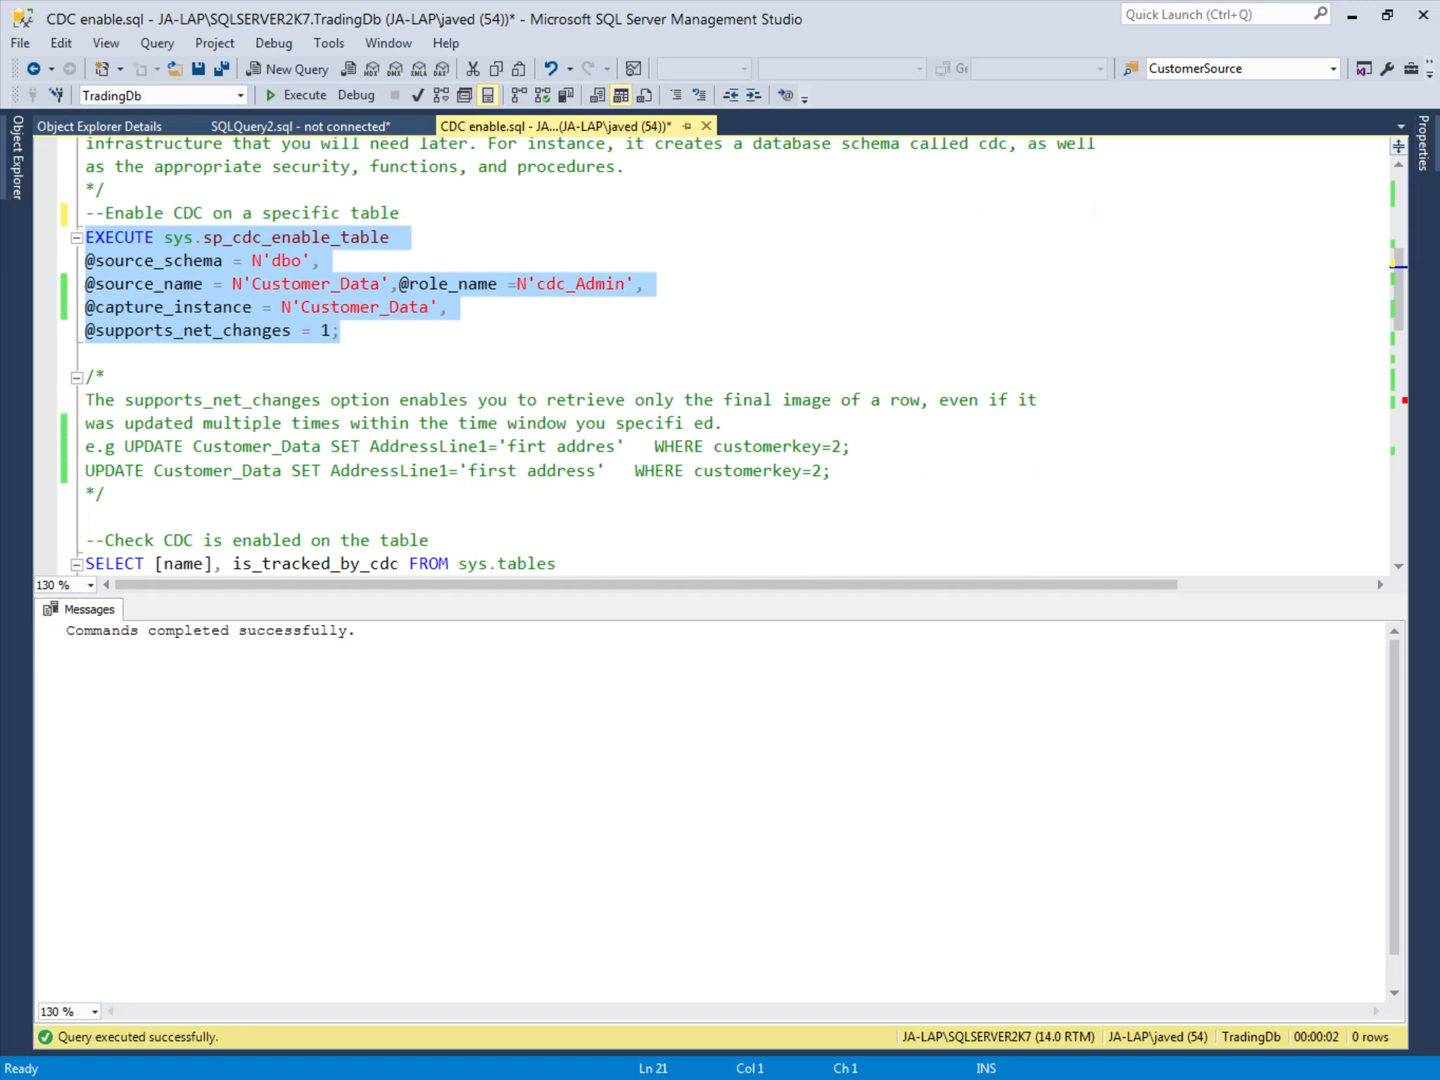 CDC enable.sql - JA-LAP\SQLSERVER2K7.TradingDb (JA-LAP\javed (54))* - Microsoft SQL Server Management Studio
Quick Launch (Ctrl+Q)
File Edit View Query Project Debug Tools Window Help
New Query
CustomerSource
TradingDb
Execute Debug
Object Explorer Details SQLQuery2.sql - not connected* CDC enable.sql - JA...(JA-LAP\javed (54))*
Object Explorer
Properties
infrastructure that you will need later. For instance, it creates a database schema called cdc, as well
as the appropriate security, functions, and procedures.
*/
--Enable CDC on a specific table
EXECUTE sys.sp_cdc_enable_table
@source_schema = N'dbo',
@source_name = N'Customer_Data',@role_name =N'cdc_Admin',
@capture_instance = N'Customer_Data',
@supports_net_changes = 1;
/*
The supports_net_changes option enables you to retrieve only the final image of a row, even if it
was updated multiple times within the time window you specifi ed.
e.g UPDATE Customer_Data SET AddressLine1='firt addres' WHERE customerkey=2;
UPDATE Customer_Data SET AddressLine1='first address' WHERE customerkey=2;
*/
--Check CDC is enabled on the table
SELECT [name], is_tracked_by_cdc FROM sys.tables
130 %
Messages
Commands completed successfully.
130 %
Query executed successfully. JA-LAP\SQLSERVER2K7 (14.0 RTM) JA-LAP\javed (54) TradingDb 00:00:02 0 rows
Ready Ln 21 Col 1 Ch 1 INS